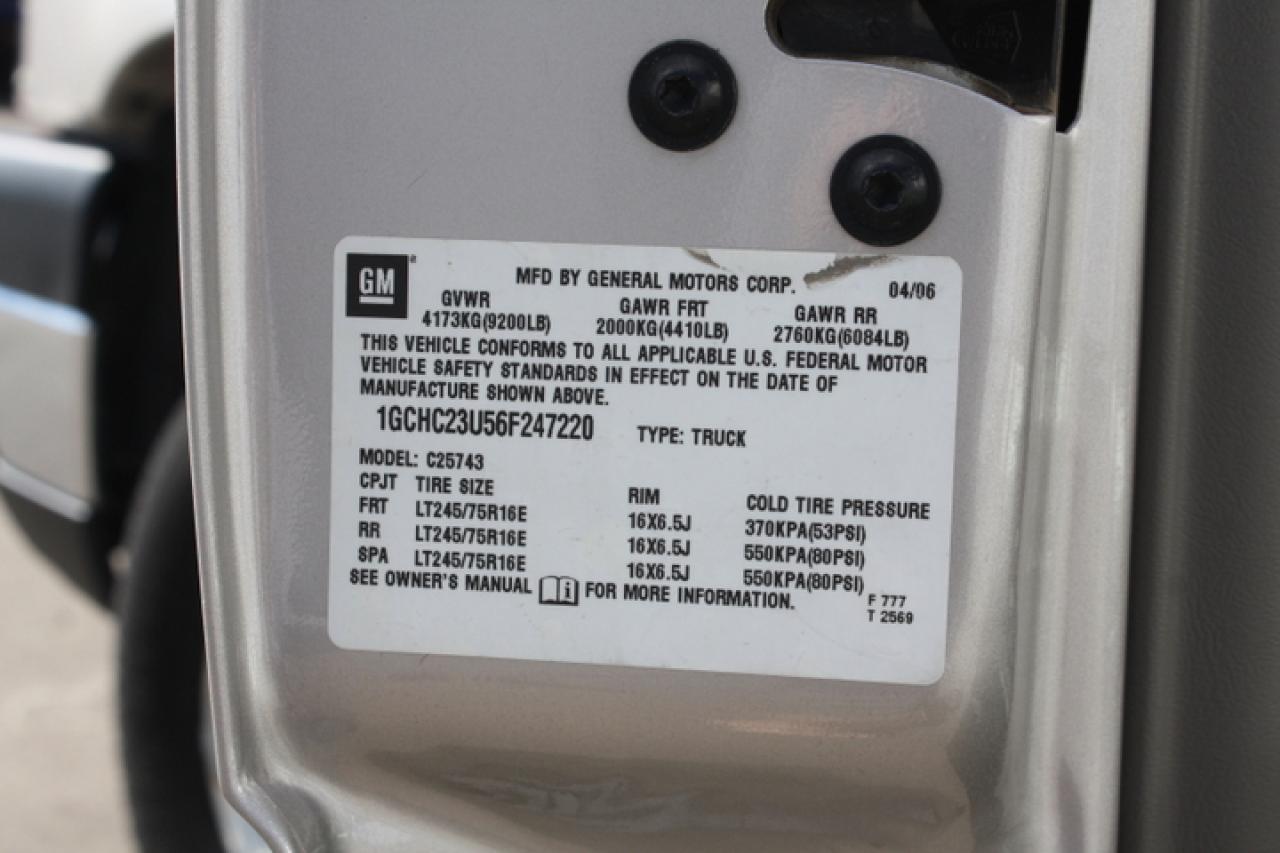 GM
MFD BY GENERAL MOTORS CORP. 04/06
GVWR GAWR FRT GAWR RR
4173KG(9200LB) 2000KG(4410LB) 2760KG(6084LB)
THIS VEHICLE CONFORMS TO ALL APPLICABLE U.S. FEDERAL MOTOR
VEHICLE SAFETY STANDARDS IN EFFECT ON THE DATE OF
MANUFACTURE SHOWN ABOVE.
1GCHC23U56F247220 TYPE: TRUCK
MODEL: C25743
CPJT TIRE SIZE RIM COLD TIRE PRESSURE
FRT LT245/75R16E 16X6.5J 370KPA(53PSI)
RR LT245/75R16E 16X6.5J 550KPA(80PSI)
SPA LT245/75R16E 16X6.5J 550KPA(80PSI)
SEE OWNER'S MANUAL i FOR MORE INFORMATION.
F 777
T 2569